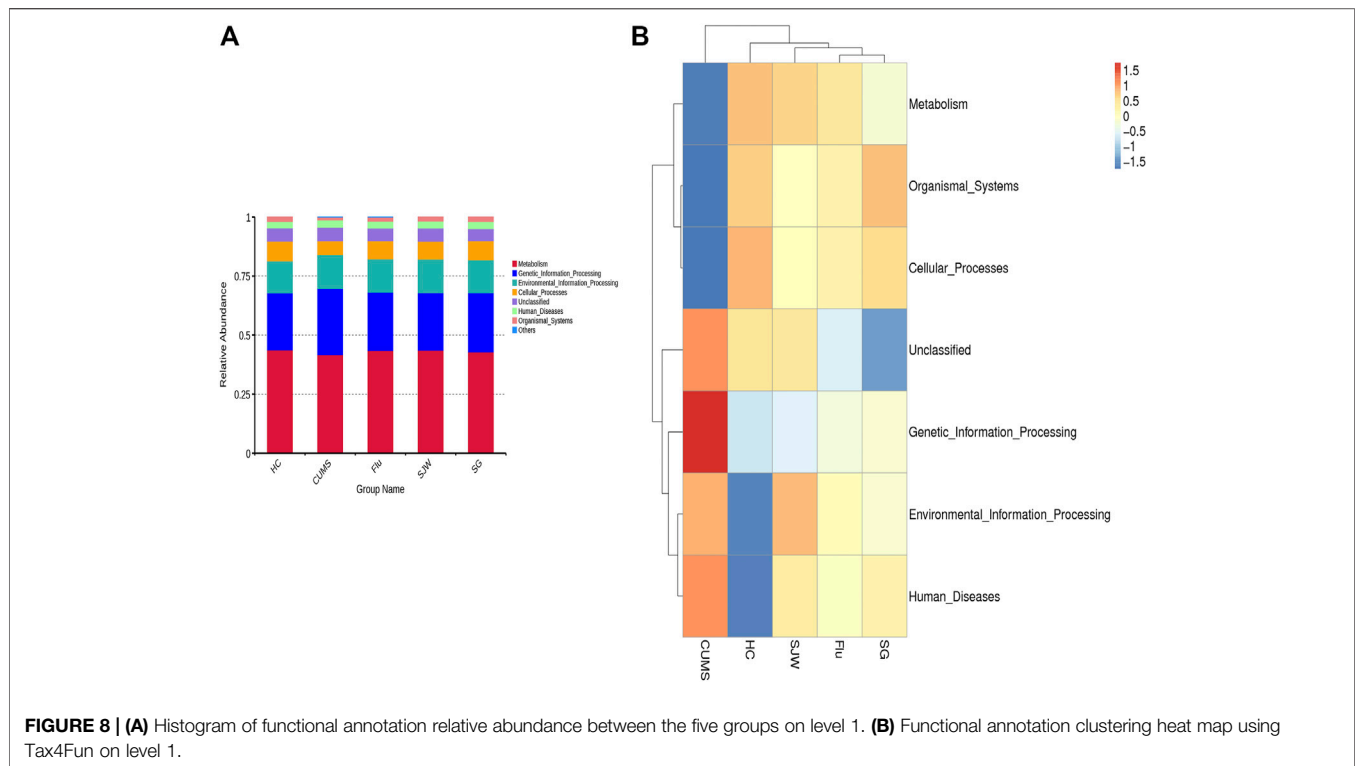 A
B
1
0.75
0.5
0.25
0
Relative Abundance
HC
CUMS
Flu
SJW
SG
Group Name
Metabolism
Genetic_Information_Processing
Environmental_Information_Processing
Cellular_Processes
Unclassified
Human_Diseases
Organismal_Systems
Others
Metabolism
Organismal_Systems
Cellular_Processes
Unclassified
Genetic_Information_Processing
Environmental_Information_Processing
Human_Diseases
CUMS
HC
SJW
Flu
SG
1.5
1
0.5
0
−0.5
−1
−1.5
FIGURE 8 | (A) Histogram of functional annotation relative abundance between the five groups on level 1. (B) Functional annotation clustering heat map using
Tax4Fun on level 1.